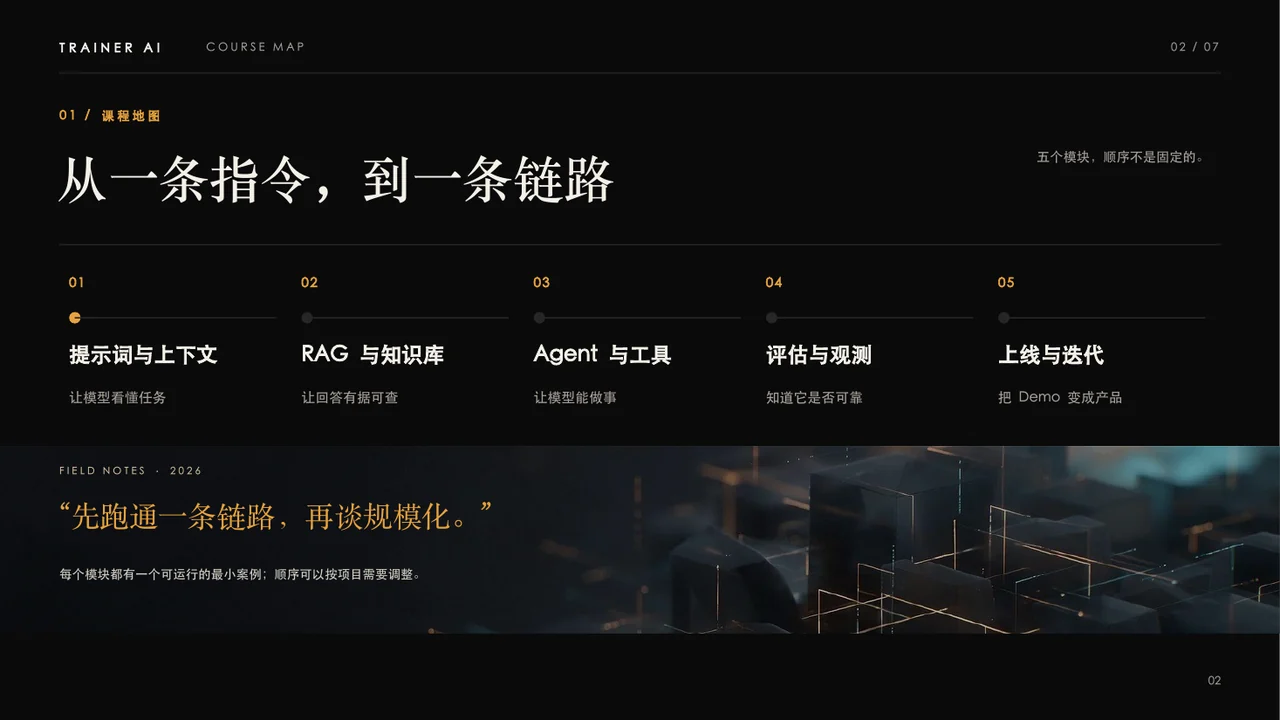 TRAINER AI COURSE MAP 02 / 07
01 / 课程地图
从一条指令，到一条链路
五个模块，顺序不是固定的。
01
提示词与上下文
让模型看懂任务
02
RAG 与知识库
让回答有据可查
03
Agent 与工具
让模型能做事
04
评估与观测
知道它是否可靠
05
上线与迭代
把 Demo 变成产品
FIELD NOTES · 2026
“先跑通一条链路，再谈规模化。”
每个模块都有一个可运行的最小案例；顺序可以按项目需要调整。
02